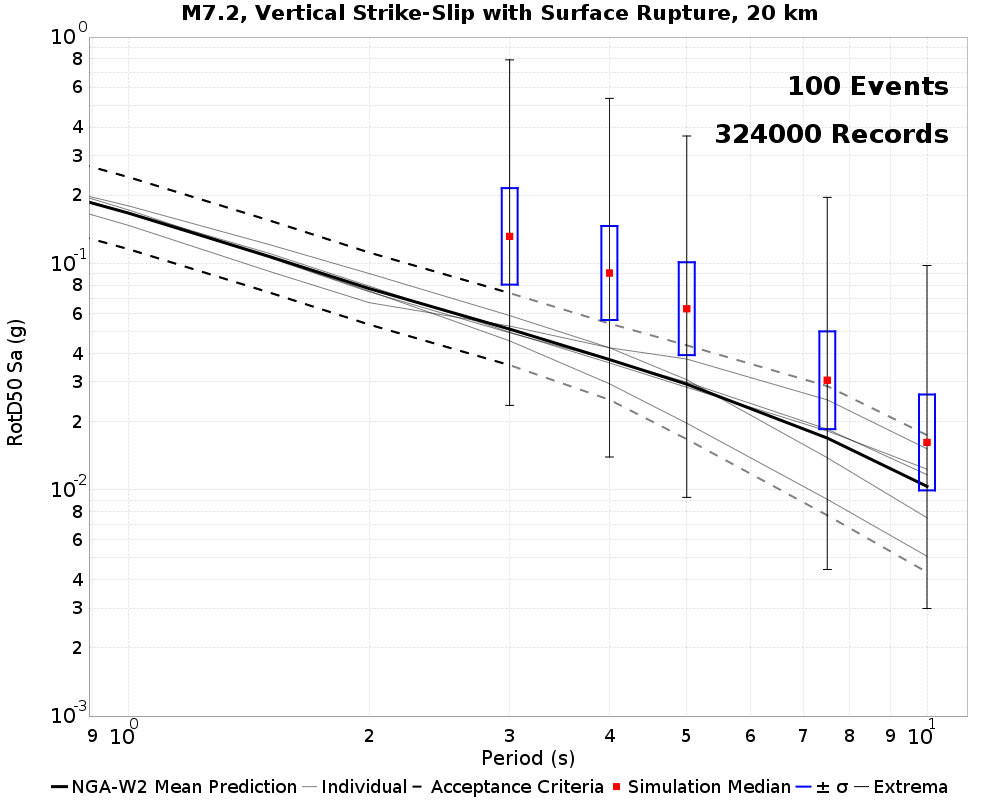 M7.2, Vertical Strike-Slip with Surface Rupture, 20 km
100 Events
324000 Records
RotD50 Sa (g)
10^0
8
6
4
3
2
10^-1
8
6
4
3
2
10^-2
8
6
4
3
2
10^-3
9 10^0 2 3 4 5 6 7 8 9 10^1
Period (s)
NGA-W2 Mean Prediction Individual Acceptance Criteria Simulation Median ± σ Extrema